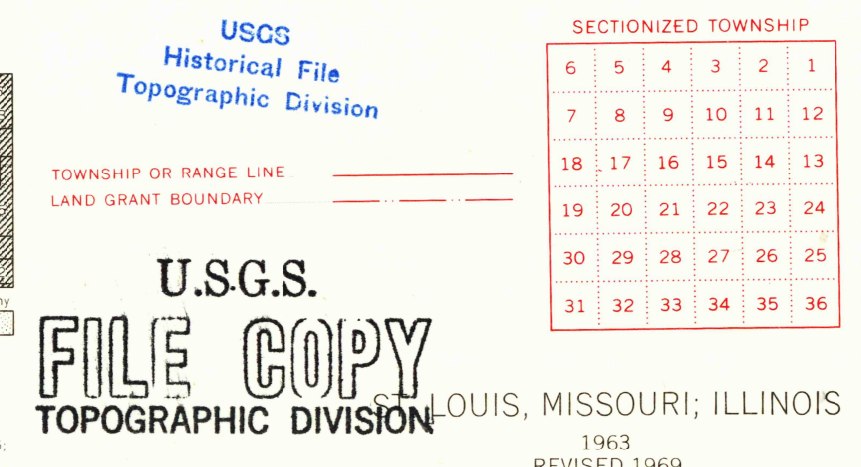 USGS
Historical File
Topographic Division
SECTIONIZED TOWNSHIP
6 5 4 3 2 1
7 8 9 10 11 12
18 17 16 15 14 13
19 20 21 22 23 24
30 29 28 27 26 25
31 32 33 34 35 36
TOWNSHIP OR RANGE LINE
LAND GRANT BOUNDARY
U.S.G.S.
FILE COPY
TOPOGRAPHIC DIVISION
ST. LOUIS, MISSOURI; ILLINOIS
1963
REVISED 1969